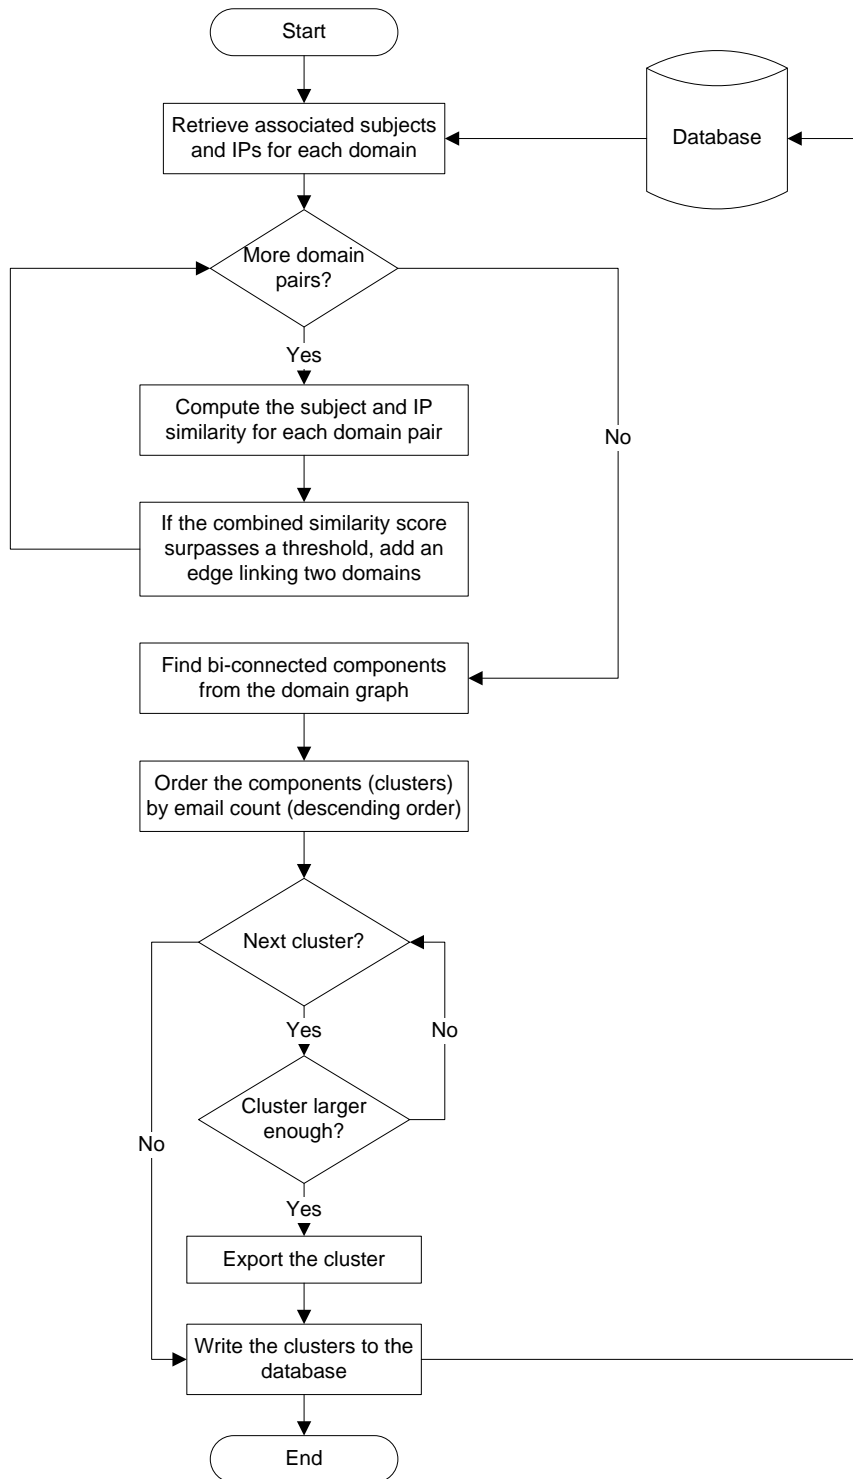 Start
Retrieve associated subjects
and IPs for each domain
Database
More domain
pairs?
Yes
No
Compute the subject and IP
similarity for each domain pair
If the combined similarity score
surpasses a threshold, add an
edge linking two domains
Find bi-connected components
from the domain graph
Order the components (clusters)
by email count (descending order)
Next cluster?
Yes
No
Cluster larger
enough?
No
Yes
Export the cluster
Write the clusters to the
database
End